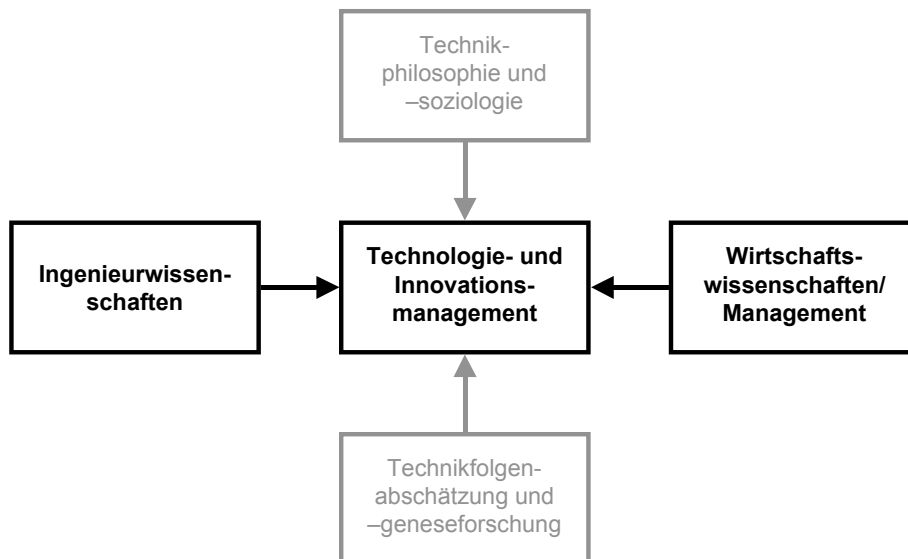 Technik-
philosophie und
–soziologie
Ingenieurwissen-
schaften
Technologie- und
Innovations-
management
Wirtschafts-
wissenschaften/
Management
Technikfolgen-
abschätzung und
–geneseforschung